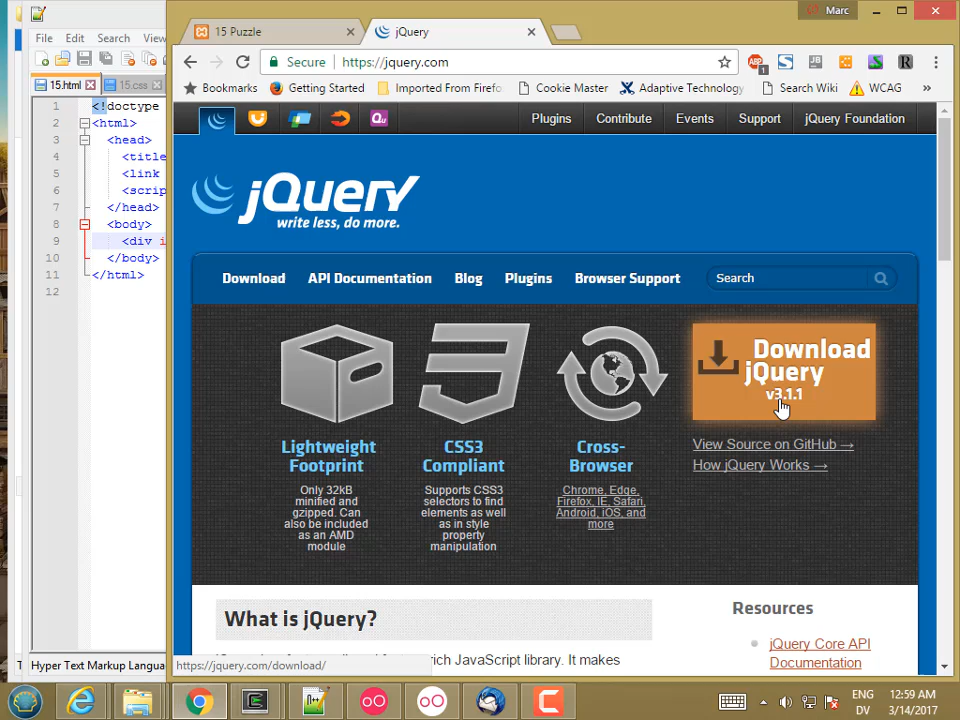 Marc
15 Puzzle
jQuery
Secure https://jquery.com
ABP 1 JB R
Bookmarks Getting Started Imported From Firefo Cookie Master Adaptive Technology Search Wiki WCAG »
File Edit Search View
15.html 15.css
1 <!doctype
2 <html>
3 <head>
4 <title
5 <link
6 <scrip
7 </head>
8 <body>
9 <div i
10 </body>
11 </html>
12
Qu
Plugins Contribute Events Support jQuery Foundation
jQuery
write less, do more.
Download API Documentation Blog Plugins Browser Support Search
Download
jQuery
v3.1.1
View Source on GitHub →
How jQuery Works →
Lightweight
Footprint
Only 32kB
minified and
gzipped. Can
also be included
as an AMD
module
CSS3
Compliant
Supports CSS3
selectors to find
elements as well
as in style
property
manipulation
Cross-
Browser
Chrome, Edge,
Firefox, IE, Safari,
Android, iOS, and
more
What is jQuery?
rich JavaScript library. It makes
Resources
jQuery Core API
Documentation
https://jquery.com/download/
Hyper Text Markup Langua
ENG
DV
12:59 AM
3/14/2017